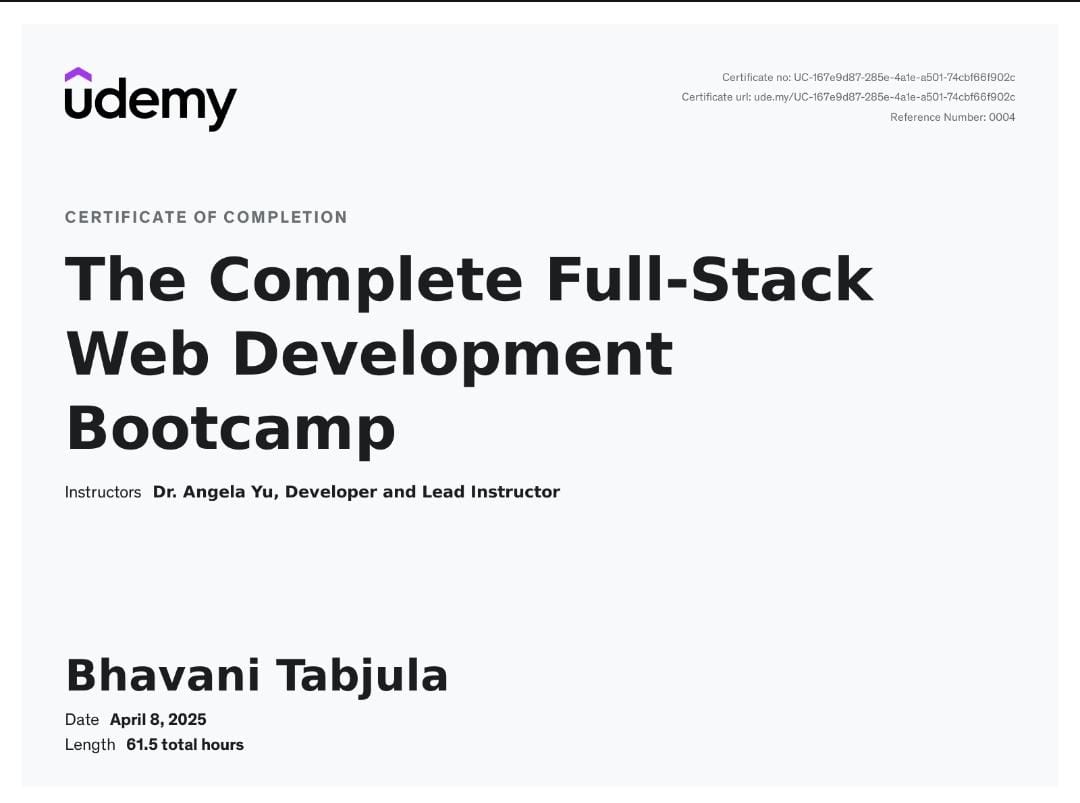 udemy
Certificate no: UC-167e9d87-285e-4a1e-a501-74cbf66f902c
Certificate url: ude.my/UC-167e9d87-285e-4a1e-a501-74cbf66f902c
Reference Number: 0004
CERTIFICATE OF COMPLETION
The Complete Full-Stack
Web Development
Bootcamp
Instructors Dr. Angela Yu, Developer and Lead Instructor
Bhavani Tabjula
Date April 8, 2025
Length 61.5 total hours